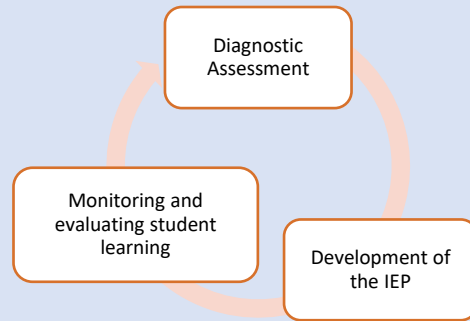 Diagnostic
Assessment
Development of
the IEP
Monitoring and
evaluating student
learning